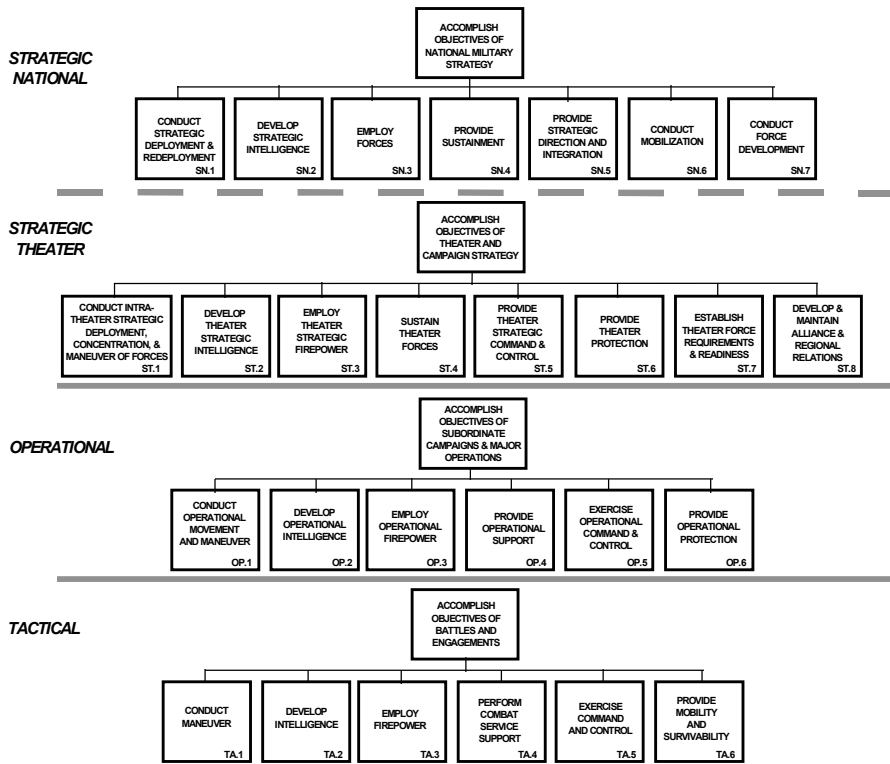 STRATEGIC
NATIONAL
ACCOMPLISH
OBJECTIVES OF
NATIONAL MILITARY
STRATEGY
CONDUCT
STRATEGIC
DEPLOYMENT &
REDEPLOYMENT
SN.1
DEVELOP
STRATEGIC
INTELLIGENCE
SN.2
EMPLOY
FORCES
SN.3
PROVIDE
SUSTAINMENT
SN.4
PROVIDE
STRATEGIC
DIRECTION AND
INTEGRATION
SN.5
CONDUCT
MOBILIZATION
SN.6
CONDUCT
FORCE
DEVELOPMENT
SN.7
STRATEGIC
THEATER
ACCOMPLISH
OBJECTIVES OF
THEATER AND
CAMPAIGN STRATEGY
CONDUCT INTRA-
THEATER STRATEGIC
DEPLOYMENT,
CONCENTRATION, &
MANEUVER OF FORCES
ST.1
DEVELOP
THEATER
STRATEGIC
INTELLIGENCE
ST.2
EMPLOY
THEATER
STRATEGIC
FIREPOWER
ST.3
SUSTAIN
THEATER
FORCES
ST.4
PROVIDE
THEATER
STRATEGIC
COMMAND &
CONTROL
ST.5
PROVIDE
THEATER
PROTECTION
ST.6
ESTABLISH
THEATER FORCE
REQUIREMENTS
& READINESS
ST.7
DEVELOP &
MAINTAIN
ALLIANCE &
REGIONAL
RELATIONS
ST.8
OPERATIONAL
ACCOMPLISH
OBJECTIVES OF
SUBORDINATE
CAMPAIGNS & MAJOR
OPERATIONS
CONDUCT
OPERATIONAL
MOVEMENT
AND MANEUVER
OP.1
DEVELOP
OPERATIONAL
INTELLIGENCE
OP.2
EMPLOY
OPERATIONAL
FIREPOWER
OP.3
PROVIDE
OPERATIONAL
SUPPORT
OP.4
EXERCISE
OPERATIONAL
COMMAND &
CONTROL
OP.5
PROVIDE
OPERATIONAL
PROTECTION
OP.6
TACTICAL
ACCOMPLISH
OBJECTIVES OF
BATTLES AND
ENGAGEMENTS
CONDUCT
MANEUVER
TA.1
DEVELOP
INTELLIGENCE
TA.2
EMPLOY
FIREPOWER
TA.3
PERFORM
COMBAT
SERVICE
SUPPORT
TA.4
EXERCISE
COMMAND
AND CONTROL
TA.5
PROVIDE
MOBILITY
AND
SURVIVABILITY
TA.6